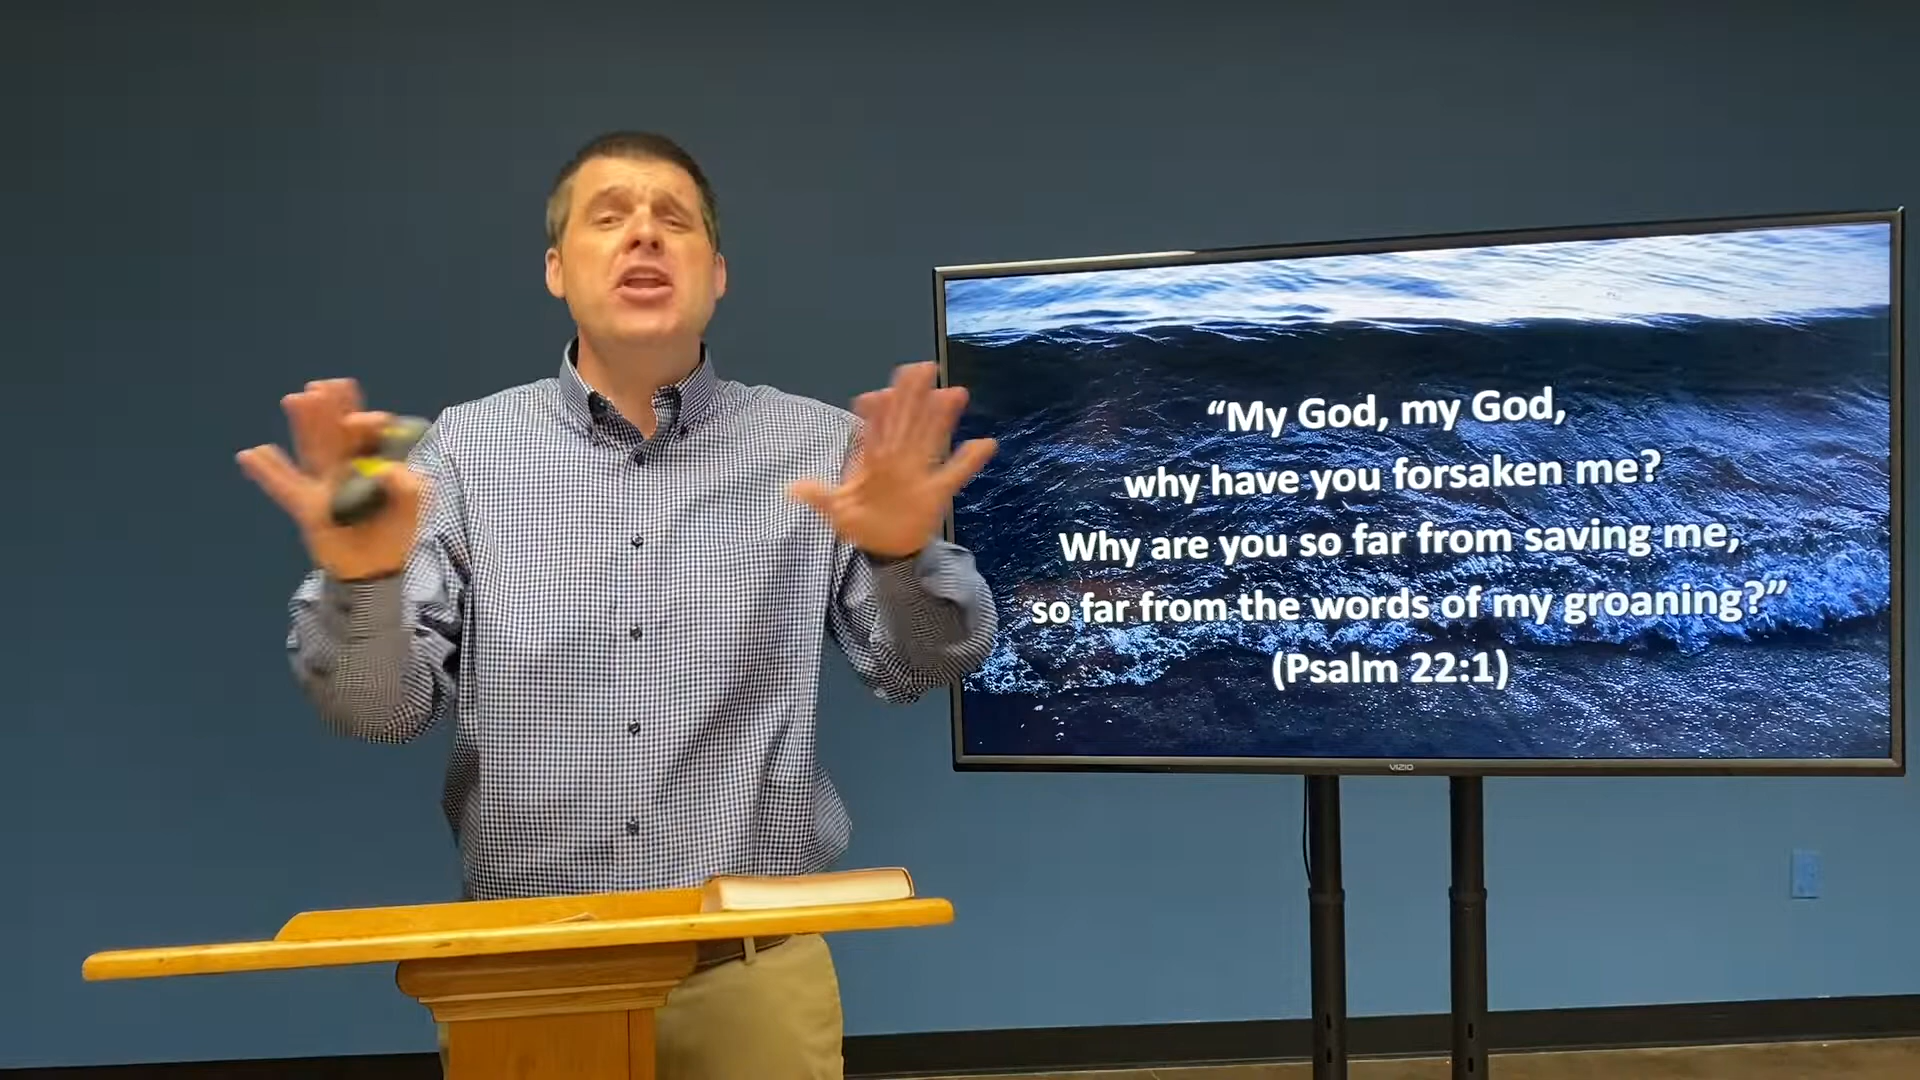 “My God, my God,
why have you forsaken me?
Why are you so far from saving me,
so far from the words of my groaning?”
(Psalm 22:1)
VIZIO